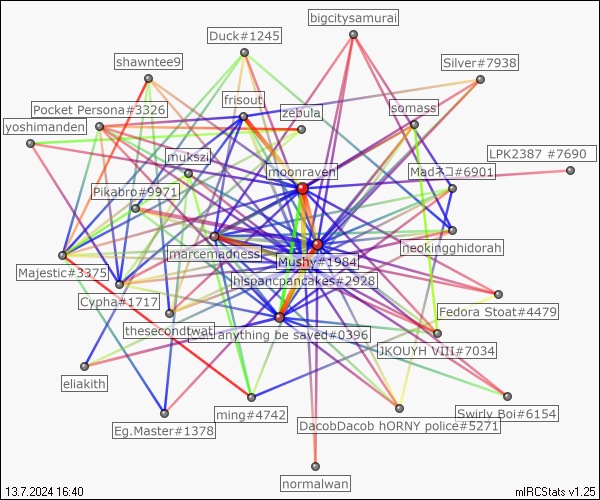 bigcitysamurai
Duck#1245
shawntee9
Silver#7938
frisout
Pocket Persona#3326
zebula
somass
yoshimanden
mukszi
LPK2387 #7690
moonraven
Madネコ#6901
Pikabro#9971
neokingghidorah
marcemadness
Mushy#1984
Majestic#3375
hispancpancakes#2928
Cypha#1717
Fedora Stoat#4479
thesecondtwat
anything be saved#0396
JKOUYH VIII#7034
eliakith
ming#4742
Swirly Boi#6154
DacobDacob hORNY police#5271
Eg.Master#1378
normalwan
13.7.2024 16:40
mIRCStats v1.25